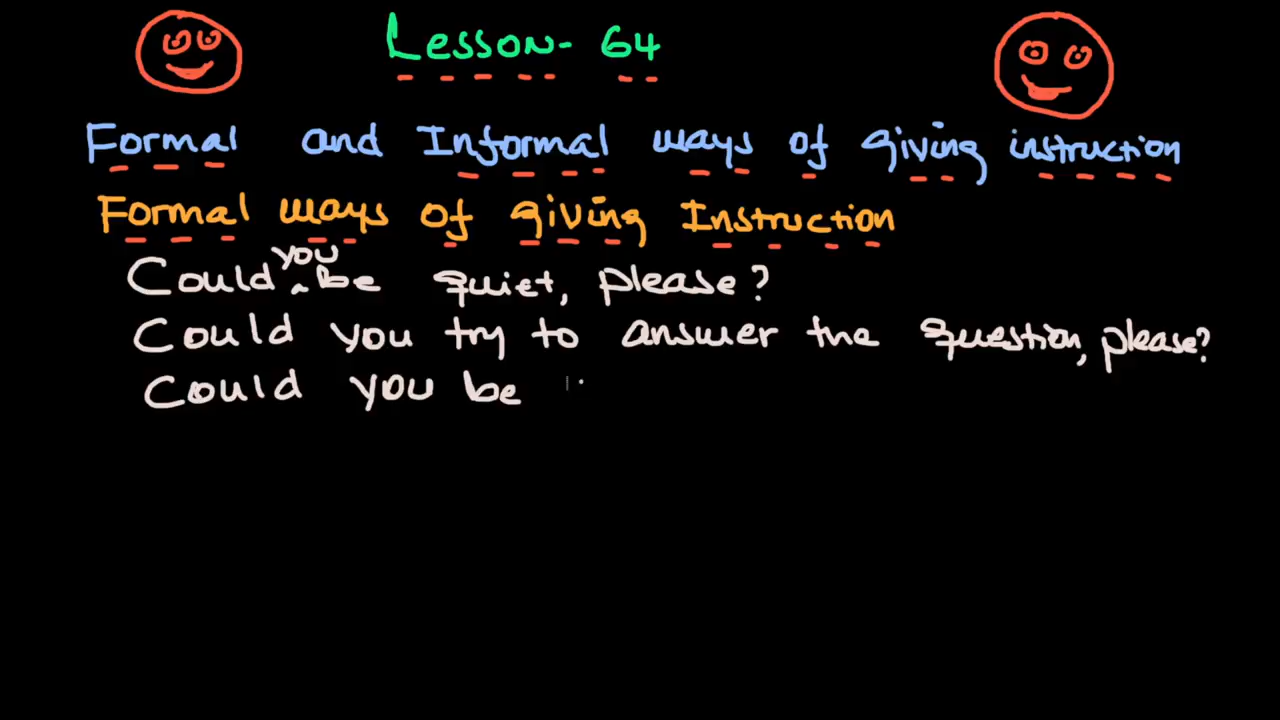 Lesson- 64
Formal and Informal ways of giving instruction
Formal ways of giving Instruction
Could you be quiet, please?
Could you try to answer the question, please?
Could you be